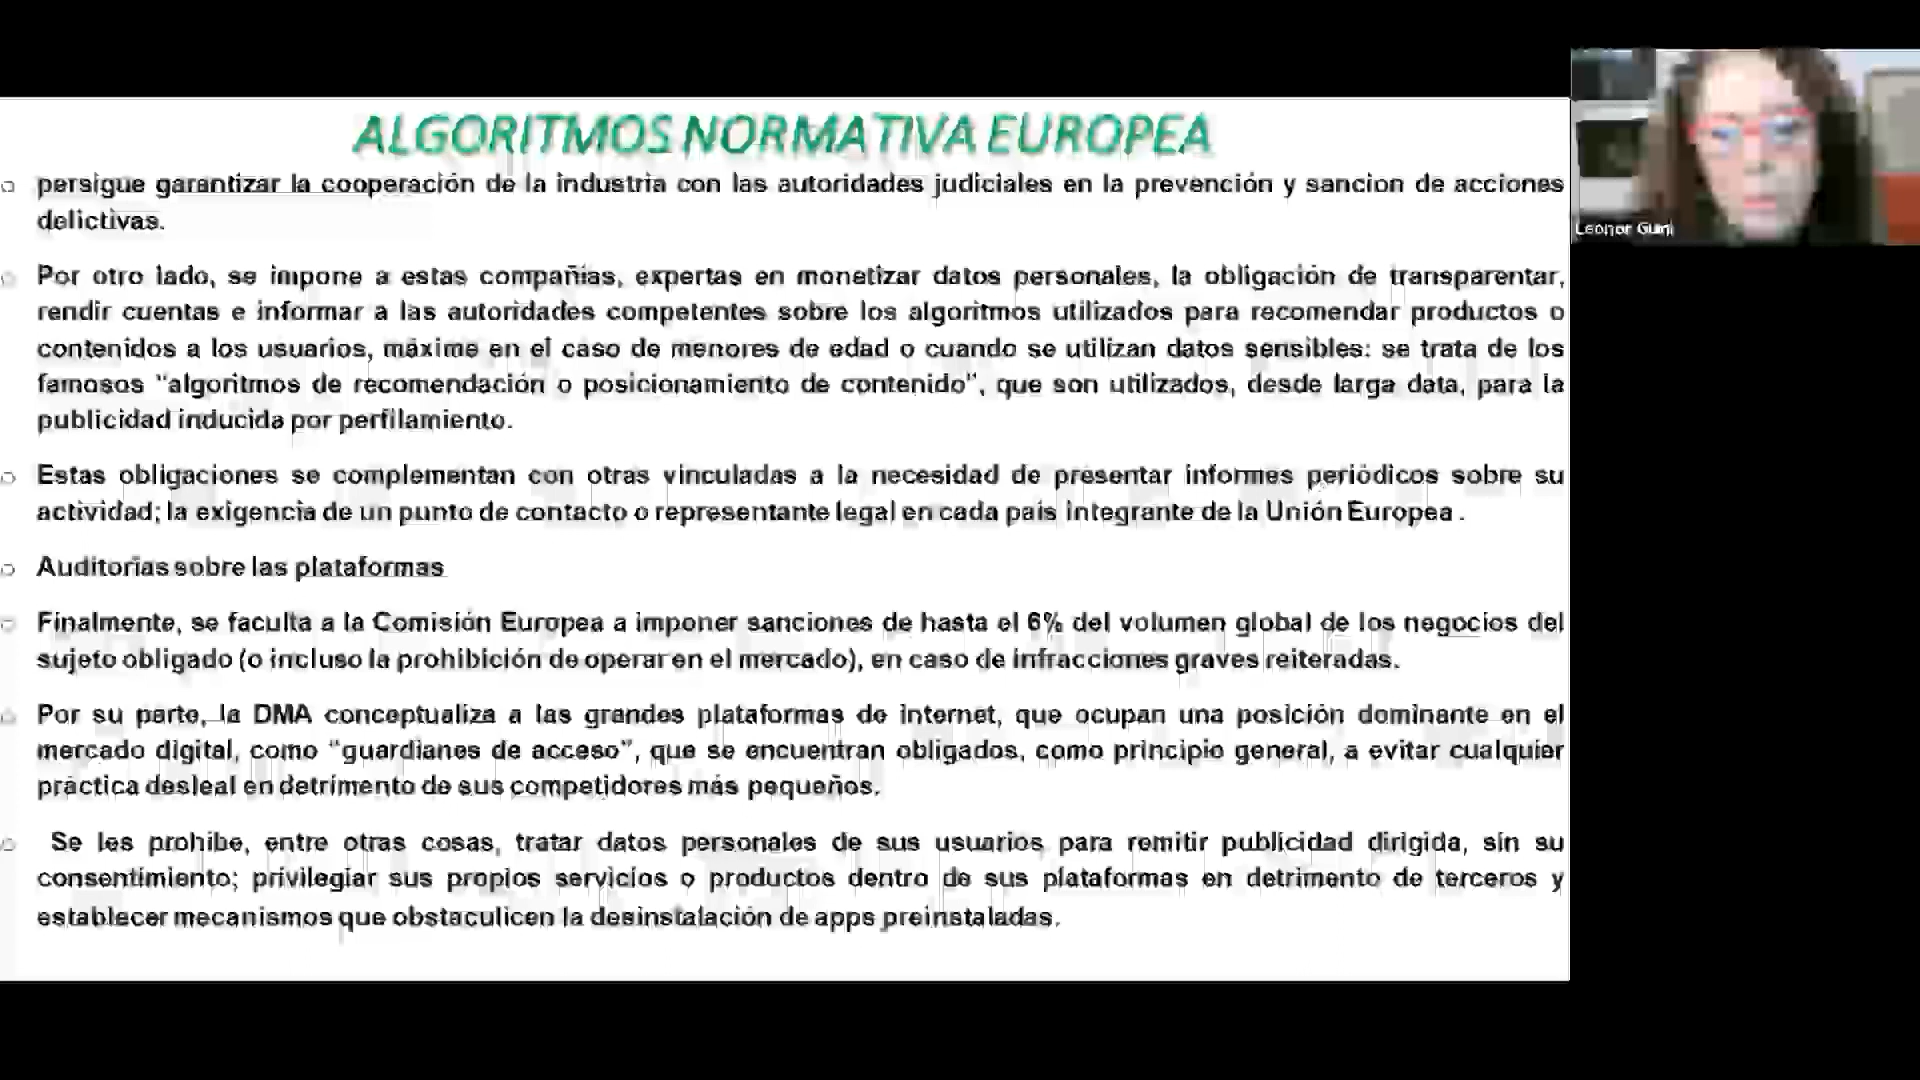 ALGORITMOS NORMATIVA EUROPEA
persigue garantizar la cooperación de la industria con las autoridades judiciales en la prevención y sancion de acciones
delictivas.
Por otro lado, se impone a estas compañías, expertas en monetizar datos personales, la obligación de transparentar,
rendir cuentas e informar a las autoridades competentes sobre los algoritmos utilizados para recomendar productos o
contenidos a los usuarios, máxime en el caso de menores de edad o cuando se utilizan datos sensibles: se trata de los
famosos "algoritmos de recomendación o posicionamiento de contenido", que son utilizados, desde larga data, para la
publicidad inducida por perfilamiento.
Estas obligaciones se complementan con otras vinculadas a la necesidad de presentar informes periódicos sobre su
actividad; la exigencia de un punto de contacto o representante legal en cada país integrante de la Unión Europea .
Auditorías sobre las plataformas
Finalmente, se faculta a la Comisión Europea a imponer sanciones de hasta el 6% del volumen global de los negocios del
sujeto obligado (o incluso la prohibición de operar en el mercado), en caso de infracciones graves reiteradas.
Por su parte, la DMA conceptualiza a las grandes plataformas de internet, que ocupan una posición dominante en el
mercado digital, como "guardianes de acceso", que se encuentran obligados, como principio general, a evitar cualquier
práctica desleal en detrimento de sus competidores más pequeños.
Se les prohíbe, entre otras cosas, tratar datos personales de sus usuarios para remitir publicidad dirigida, sin su
consentimiento; privilegiar sus propios servicios o productos dentro de sus plataformas en detrimento de terceros y
establecer mecanismos que obstaculicen la desinstalación de apps preinstaladas.
Leonor Guini